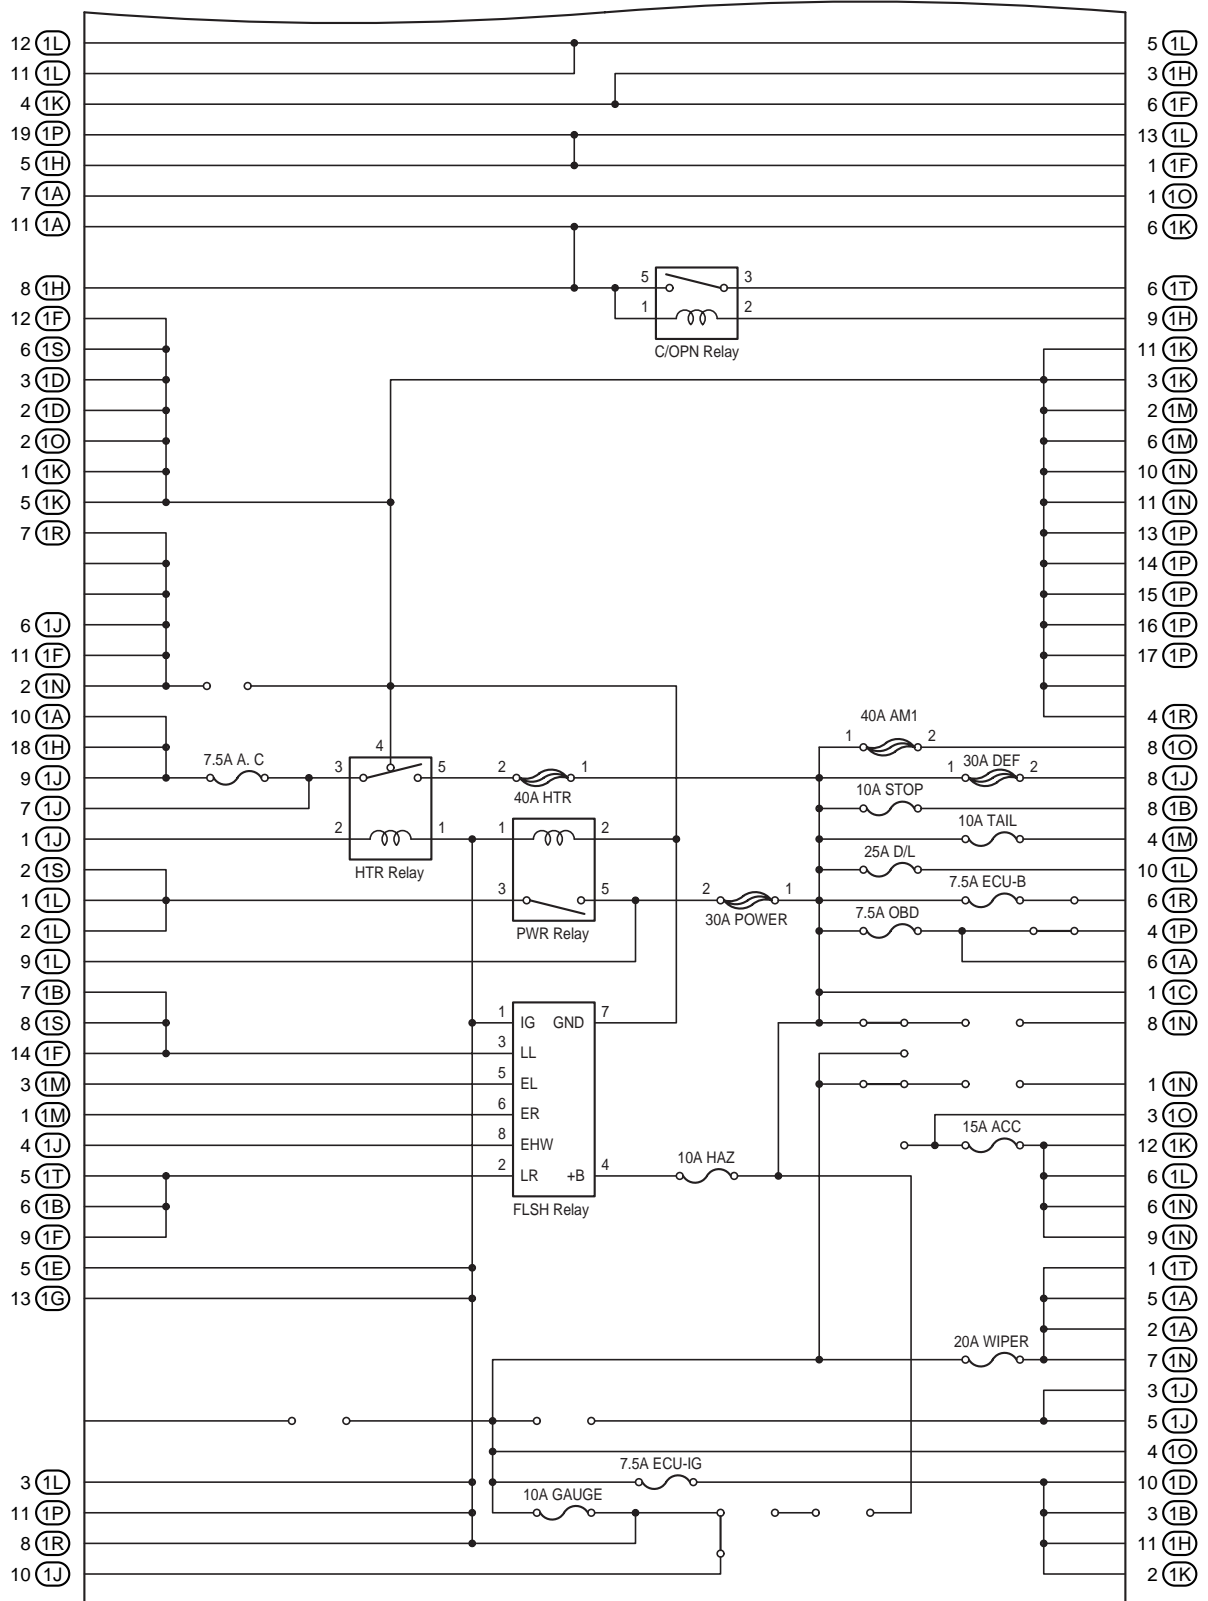 12 1L
5 1L
11 1L
3 1H
4 1K
6 1F
19 1P
13 1L
5 1H
1 1F
7 1A
1 1O
11 1A
6 1K
8 1H
5
3
6 1T
12 1F
1
2
9 1H
6 1S
C/OPN Relay
11 1K
3 1D
3 1K
2 1D
2 1M
2 1O
6 1M
1 1K
10 1N
5 1K
11 1N
7 1R
13 1P
14 1P
15 1P
6 1J
16 1P
11 1F
17 1P
2 1N
10 1A
40A AM1
4 1R
18 1H
4
1
2
8 1O
9 1J
7.5A A. C
3
5
2
1
1
30A DEF
2
8 1J
7 1J
40A HTR
10A STOP
8 1B
1 1J
2
1
1
2
10A TAIL
4 1M
2 1S
HTR Relay
25A D/L
10 1L
1 1L
3
5
2
1
7.5A ECU-B
6 1R
2 1L
PWR Relay
30A POWER
7.5A OBD
4 1P
9 1L
6 1A
7 1B
1 1C
8 1S
1
IG
GND
7
8 1N
14 1F
3
LL
3 1M
5
EL
1 1N
1 1M
6
ER
3 1O
4 1J
8
EHW
15A ACC
12 1K
5 1T
2
LR
+B
4
10A HAZ
6 1L
6 1B
FLSH Relay
6 1N
9 1F
9 1N
5 1E
1 1T
13 1G
5 1A
2 1A
20A WIPER
7 1N
3 1J
5 1J
4 1O
3 1L
7.5A ECU-IG
10 1D
11 1P
10A GAUGE
3 1B
8 1R
11 1H
10 1J
2 1K